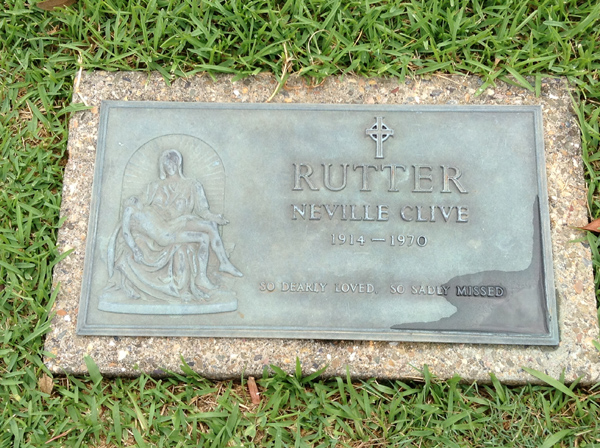 RUTTER
NEVILLE CLIVE
1914 — 1970
SO DEARLY LOVED, SO SADLY MISSED